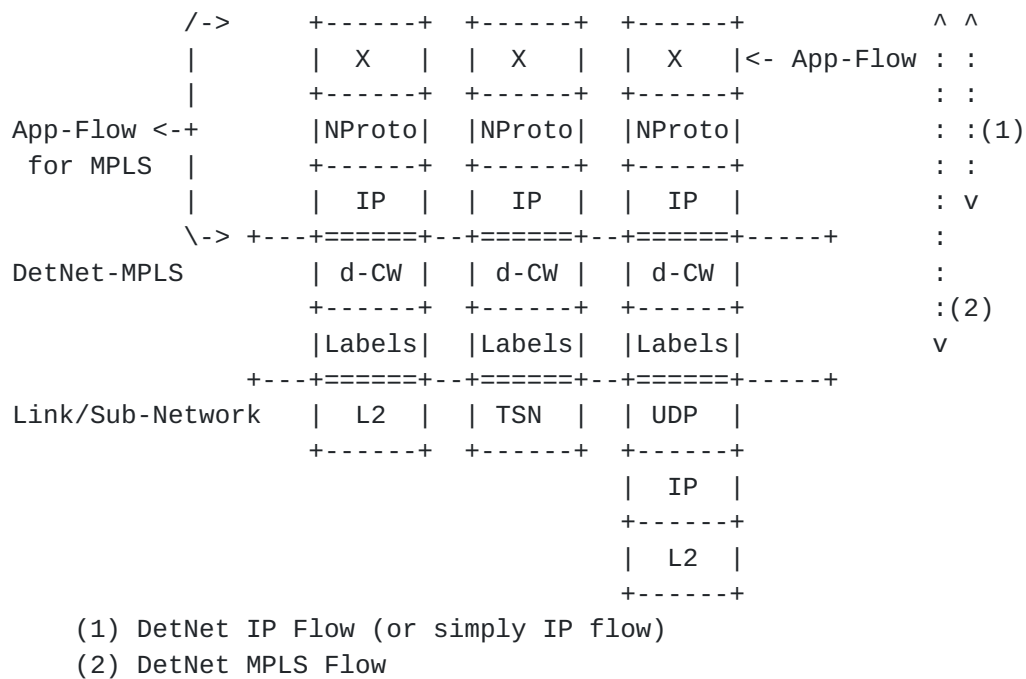 /->     +------+  +------+  +------+            ^ ^
           |     |  X   |  |  X   |  |  X   |<- App-Flow : :
           |     +------+  +------+  +------+            : :
App-Flow <-+     |NProto|  |NProto|  |NProto|            : :(1)
 for MPLS  |     +------+  +------+  +------+            : :
           |     |  IP  |  |  IP  |  |  IP  |            : v
         \-> +---+======+--+======+--+======+-----+      :
DetNet-MPLS      | d-CW |  | d-CW |  | d-CW |            :
                 +------+  +------+  +------+            :(2)
                 |Labels|  |Labels|  |Labels|            v
             +---+======+--+======+--+======+-----+
Link/Sub-Network |  L2  |  | TSN  |  | UDP  |
                 +------+  +------+  +------+
                                     |  IP  |
                                     +------+
                                     |  L2  |
                                     +------+
    (1) DetNet IP Flow (or simply IP flow)
    (2) DetNet MPLS Flow